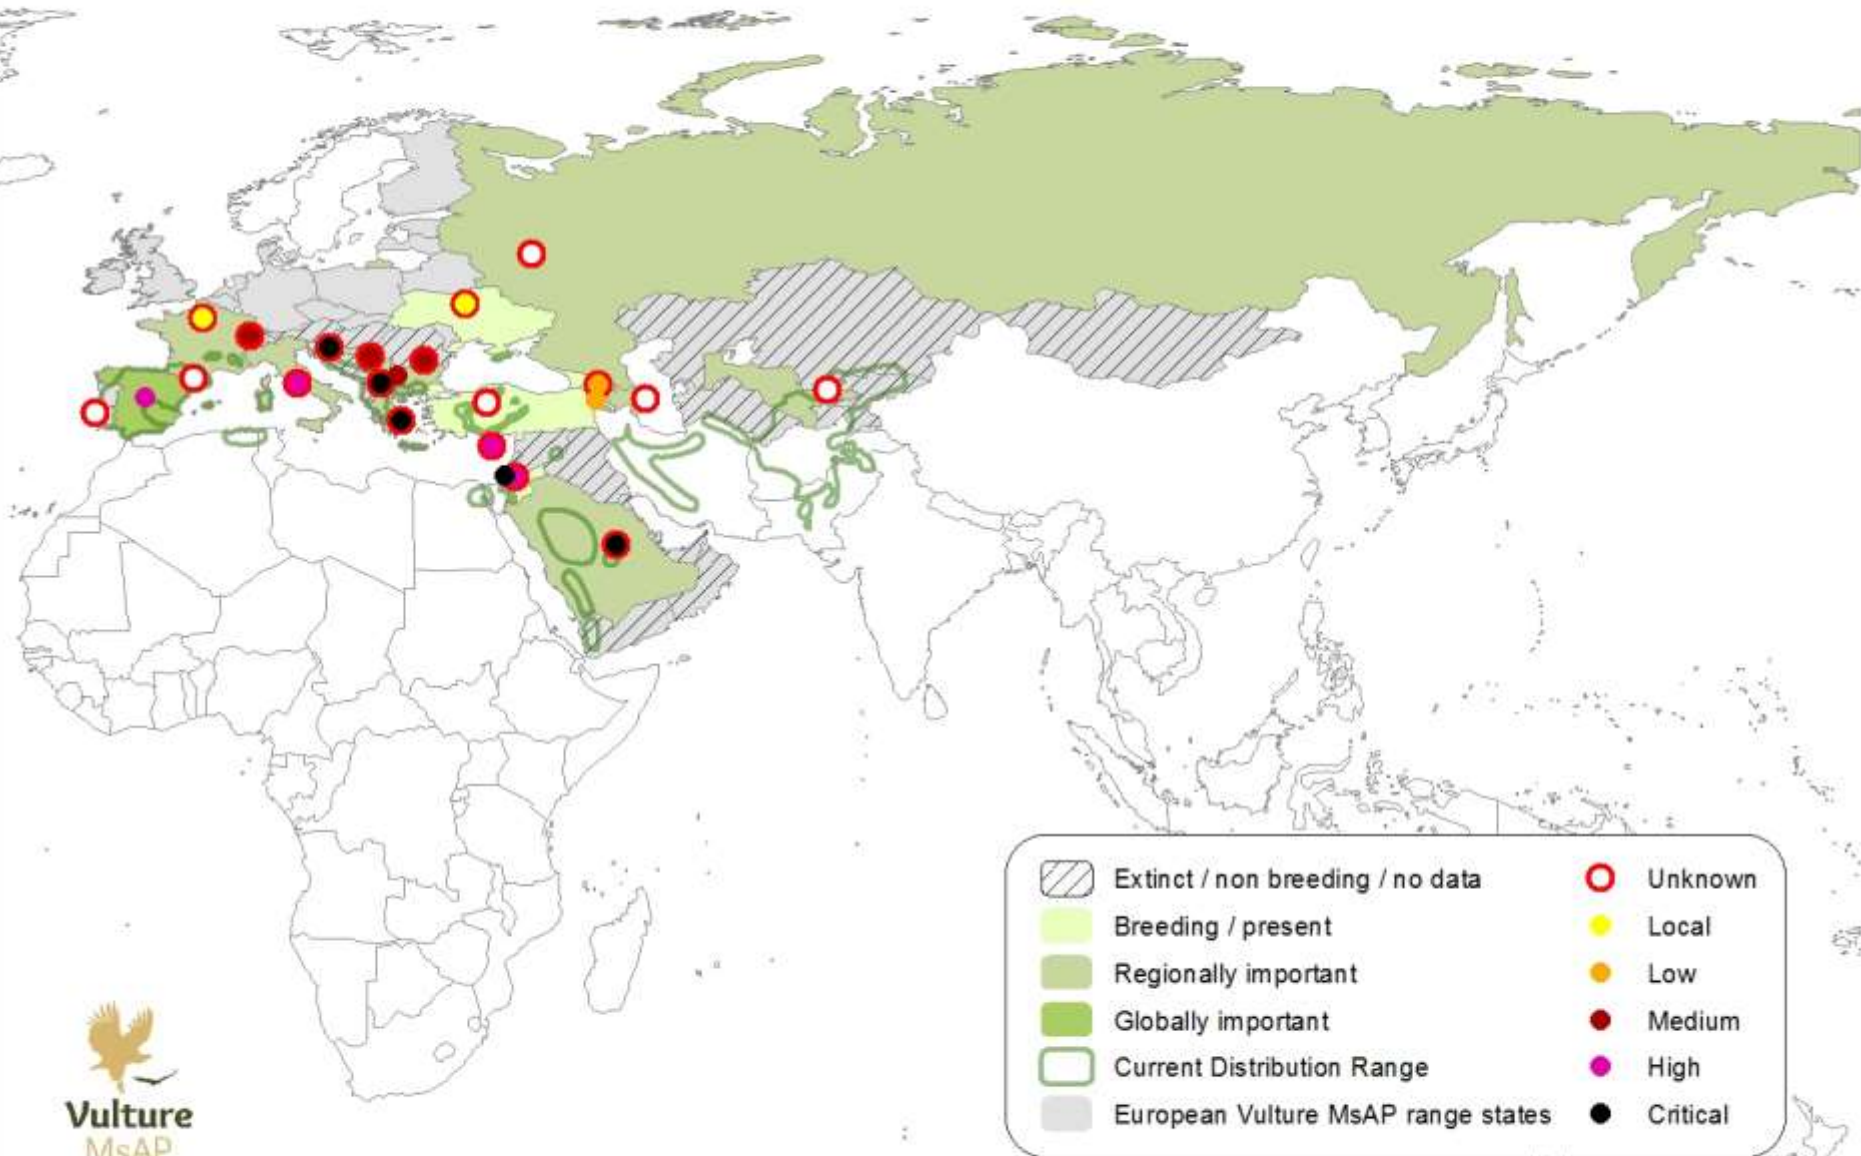 Extinct / non breeding / no data
Breeding / present
Regionally important
Globally important
Current Distribution Range
European Vulture MsAP range states
Unknown
Local
Low
Medium
High
Critical
Vulture
MsAP